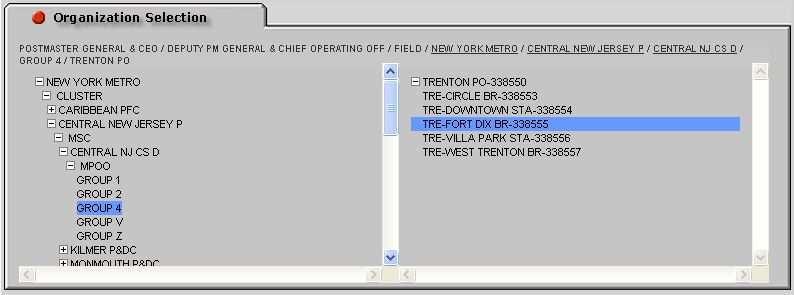 Organization Selection
POSTMASTER GENERAL & CEO / DEPUTY PM GENERAL & CHIEF OPERATING OFF / FIELD / NEW YORK METRO / CENTRAL NEW JERSEY P / CENTRAL NJ CS D /
GROUP 4 / TRENTON PO
NEW YORK METRO
CLUSTER
CARIBBEAN PFC
CENTRAL NEW JERSEY P
MSC
CENTRAL NJ CS D
MPOO
GROUP 1
GROUP 2
GROUP 4
GROUP V
GROUP Z
KILMER P&DC
MONMOUTH P&DC
TRENTON PO-338550
TRE-CIRCLE BR-338553
TRE-DOWNTOWN STA-338554
TRE-FORT DIX BR-338555
TRE-VILLA PARK STA-338556
TRE-WEST TRENTON BR-338557